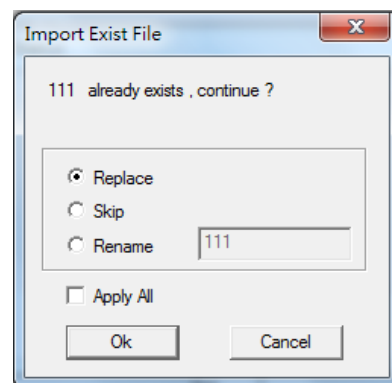 Import Exist File
111 already exists , continue ?
Replace
Skip
Rename 111
Apply All
Ok Cancel